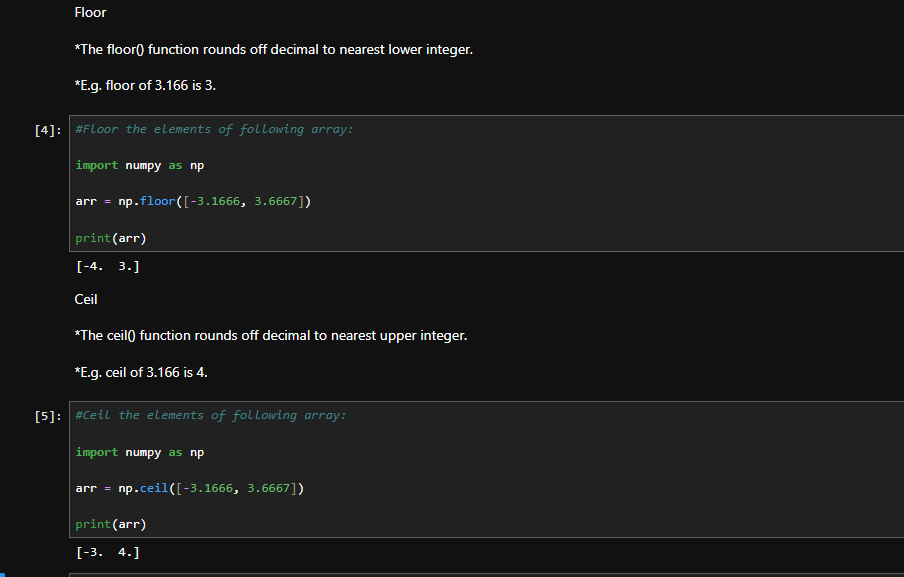 Floor
*The floor() function rounds off decimal to nearest lower integer.
*E.g. floor of 3.166 is 3.
[4]: #Floor the elements of following array:
import numpy as np
arr = np.floor([-3.1666, 3.6667])
print(arr)
[-4.  3.]
Ceil
*The ceil() function rounds off decimal to nearest upper integer.
*E.g. ceil of 3.166 is 4.
[5]: #Ceil the elements of following array:
import numpy as np
arr = np.ceil([-3.1666, 3.6667])
print(arr)
[-3.  4.]